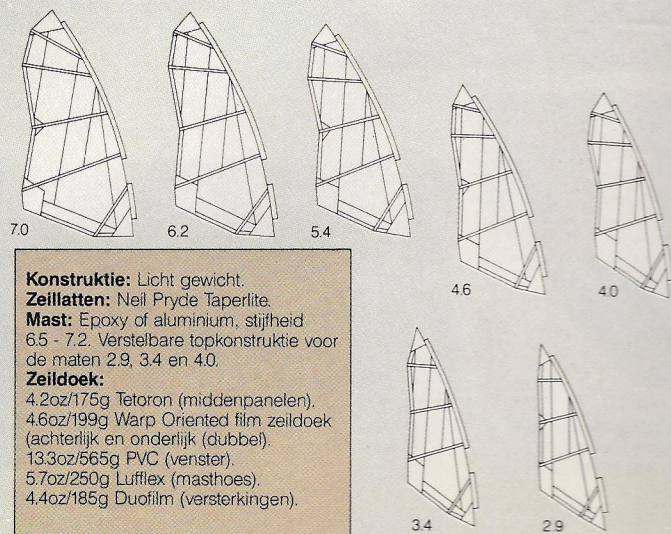 7.0
6.2
5.4
4.6
4.0
Konstruktie: Licht gewicht.
Zeillatten: Neil Pryde Taperlite.
Mast: Epoxy of aluminium, stijfheid
6.5 - 7.2. Verstelbare topkonstruktie voor
de maten 2.9, 3.4 en 4.0.
Zeildoek:
4.2oz/175g Tetoron (middenpanelen).
4.6oz/199g Warp Oriented film zeildoek
(achterlijk en onderlijk (dubbel).
13.3oz/565g PVC (venster).
5.7oz/250g Lufflex (masthoes).
4.4oz/185g Duofilm (versterkingen).
3.4
2.9